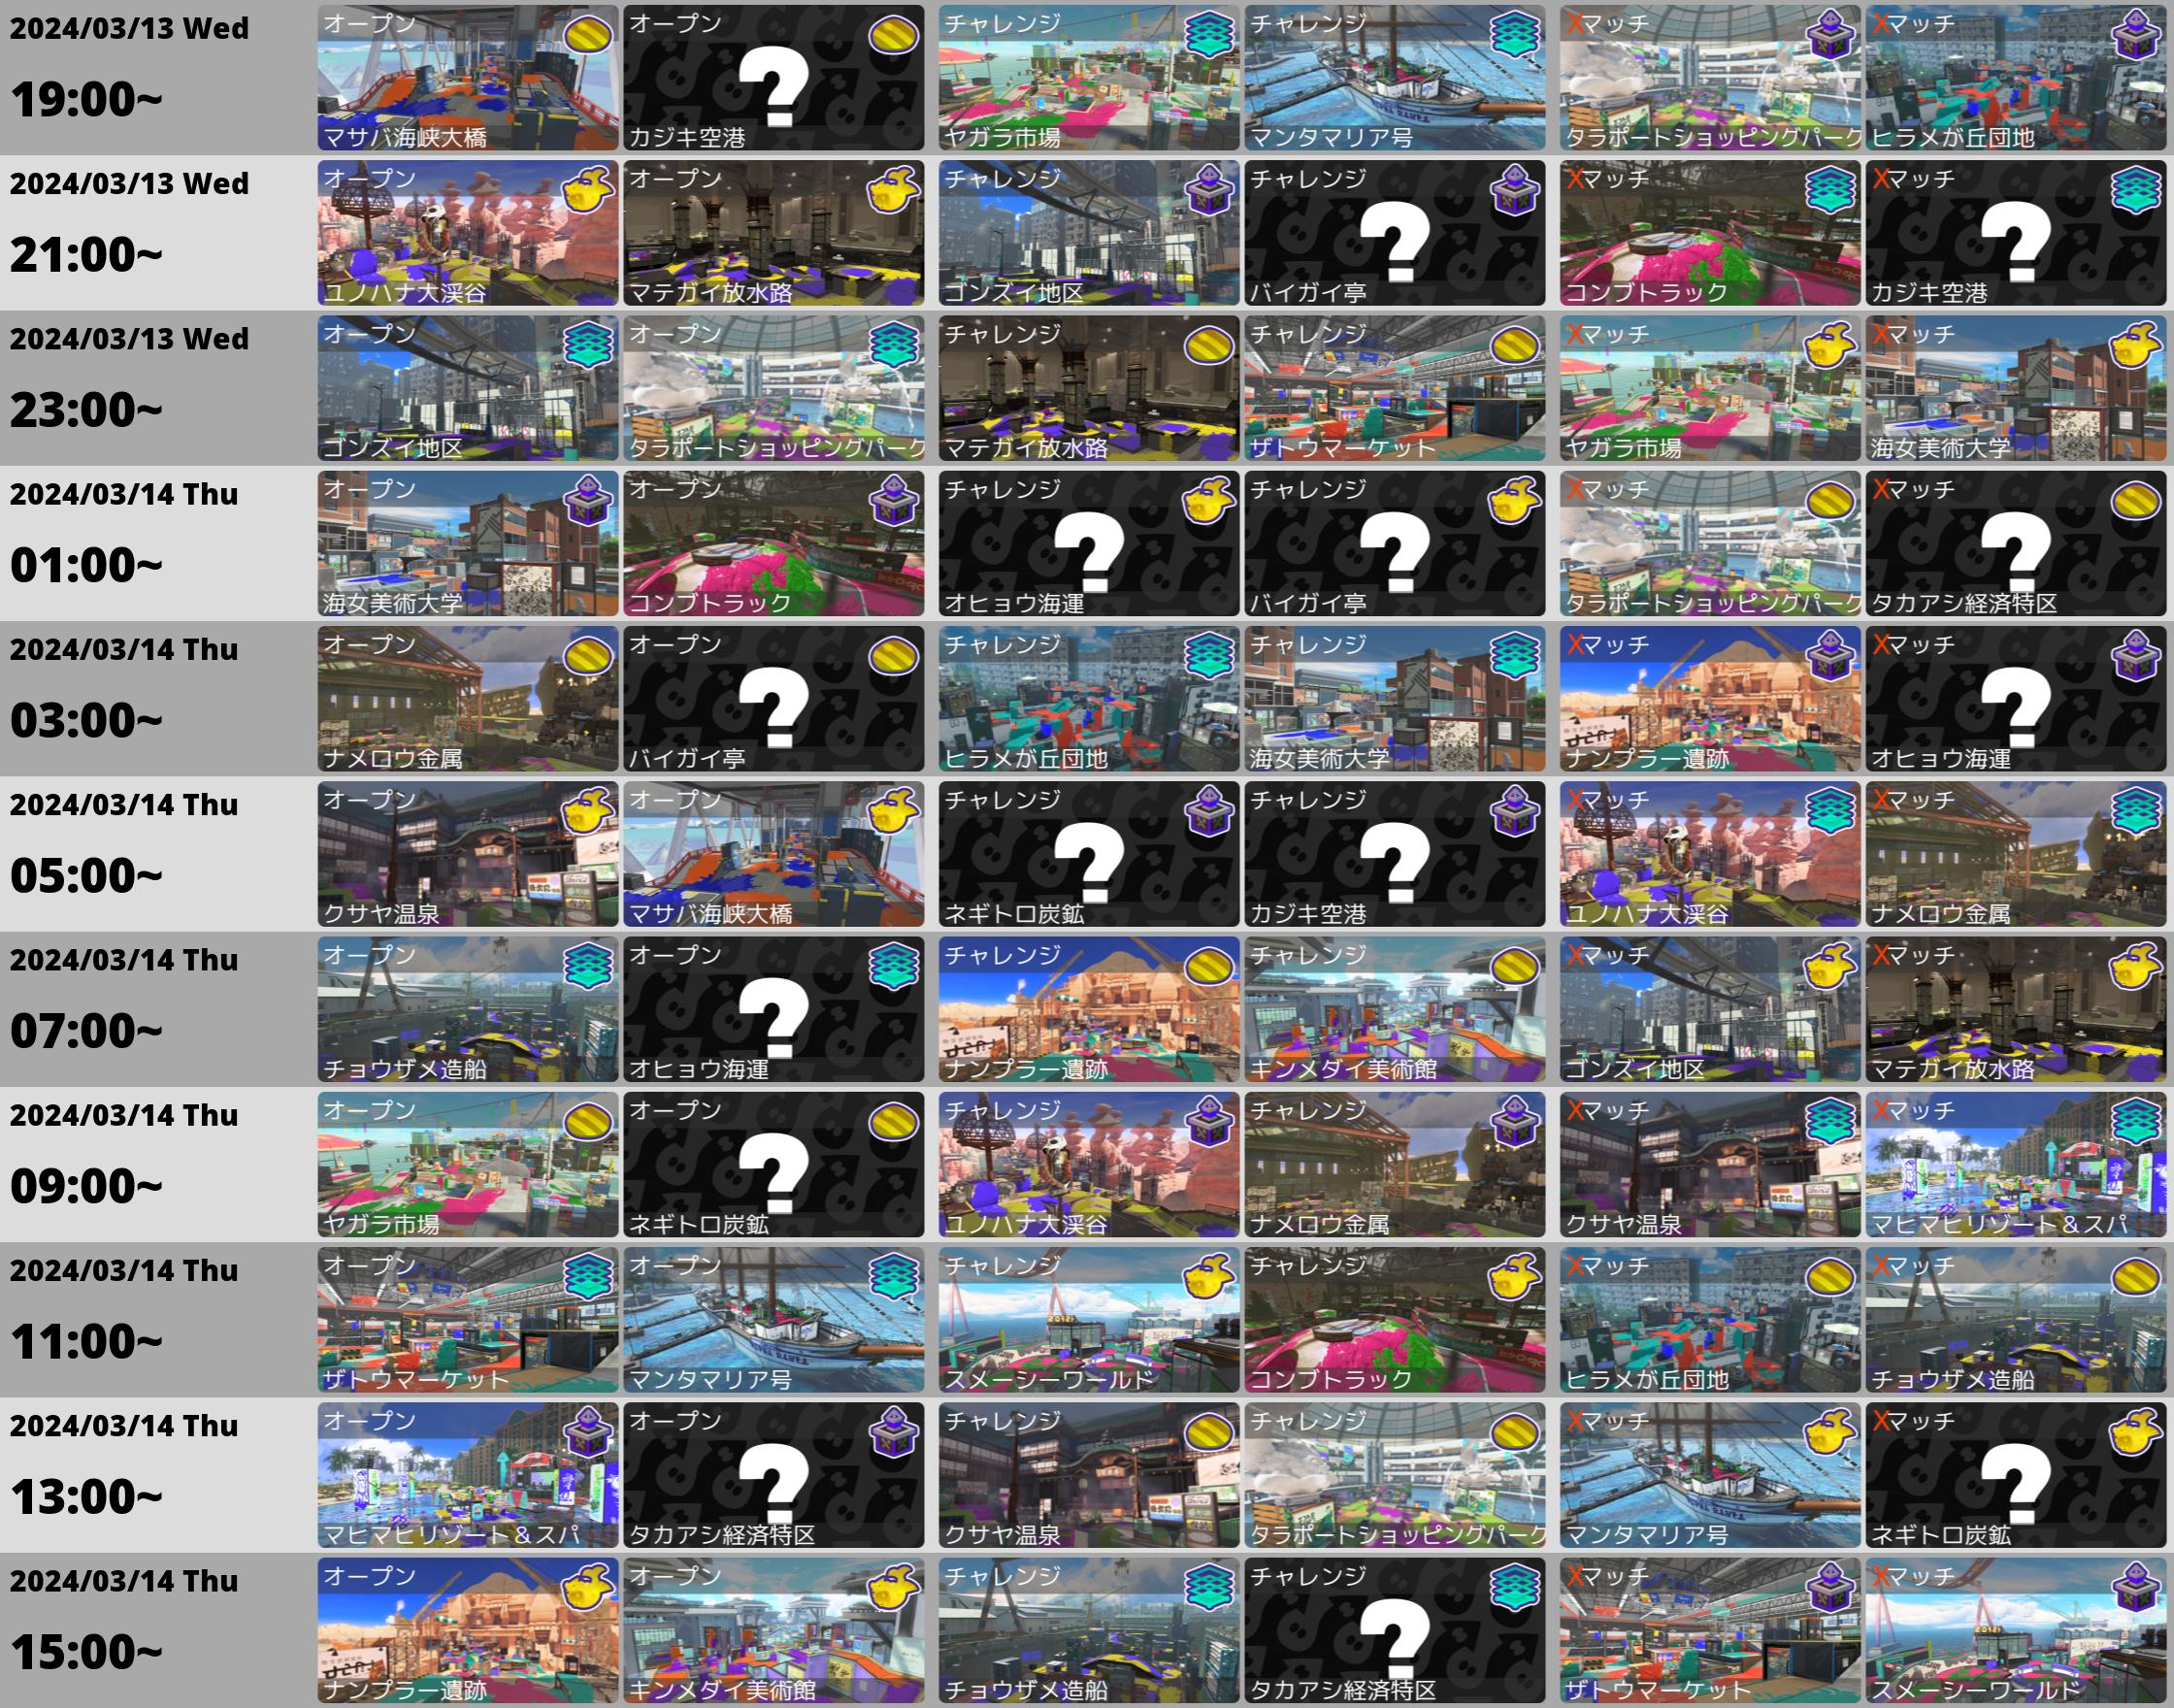 2024/03/13 Wed
19:00~
オープン
マサバ海峡大橋
オープン
カジキ空港
チャレンジ
ヤガラ市場
チャレンジ
マンタマリア号
Xマッチ
タラポートショッピングパーク
Xマッチ
ヒラメが丘団地
2024/03/13 Wed
21:00~
オープン
ユノハナ大渓谷
オープン
マテガイ放水路
チャレンジ
ゴンズイ地区
チャレンジ
バイガイ亭
Xマッチ
コンブトラック
Xマッチ
カジキ空港
2024/03/13 Wed
23:00~
オープン
ゴンズイ地区
オープン
タラポートショッピングパーク
チャレンジ
マテガイ放水路
チャレンジ
ザトウマーケット
Xマッチ
ヤガラ市場
Xマッチ
海女美術大学
2024/03/14 Thu
01:00~
オープン
海女美術大学
オープン
コンブトラック
チャレンジ
オヒョウ海運
チャレンジ
バイガイ亭
Xマッチ
タラポートショッピングパーク
Xマッチ
タカアシ経済特区
2024/03/14 Thu
03:00~
オープン
ナメロウ金属
オープン
バイガイ亭
チャレンジ
ヒラメが丘団地
チャレンジ
海女美術大学
Xマッチ
ナンプラー遺跡
Xマッチ
オヒョウ海運
2024/03/14 Thu
05:00~
オープン
クサヤ温泉
オープン
マサバ海峡大橋
チャレンジ
ネギトロ炭鉱
チャレンジ
カジキ空港
Xマッチ
ユノハナ大渓谷
Xマッチ
ナメロウ金属
2024/03/14 Thu
07:00~
オープン
チョウザメ造船
オープン
オヒョウ海運
チャレンジ
ナンプラー遺跡
チャレンジ
キンメダイ美術館
Xマッチ
ゴンズイ地区
Xマッチ
マテガイ放水路
2024/03/14 Thu
09:00~
オープン
ヤガラ市場
オープン
ネギトロ炭鉱
チャレンジ
ユノハナ大渓谷
チャレンジ
ナメロウ金属
Xマッチ
クサヤ温泉
Xマッチ
マヒマヒリゾート＆スパ
2024/03/14 Thu
11:00~
オープン
ザトウマーケット
オープン
マンタマリア号
チャレンジ
スメーシーワールド
チャレンジ
コンブトラック
Xマッチ
ヒラメが丘団地
Xマッチ
チョウザメ造船
2024/03/14 Thu
13:00~
オープン
マヒマヒリゾート＆スパ
オープン
タカアシ経済特区
チャレンジ
クサヤ温泉
チャレンジ
タラポートショッピングパーク
Xマッチ
マンタマリア号
Xマッチ
ネギトロ炭鉱
2024/03/14 Thu
15:00~
オープン
ナンプラー遺跡
オープン
キンメダイ美術館
チャレンジ
チョウザメ造船
チャレンジ
タカアシ経済特区
Xマッチ
ザトウマーケット
Xマッチ
スメーシーワールド